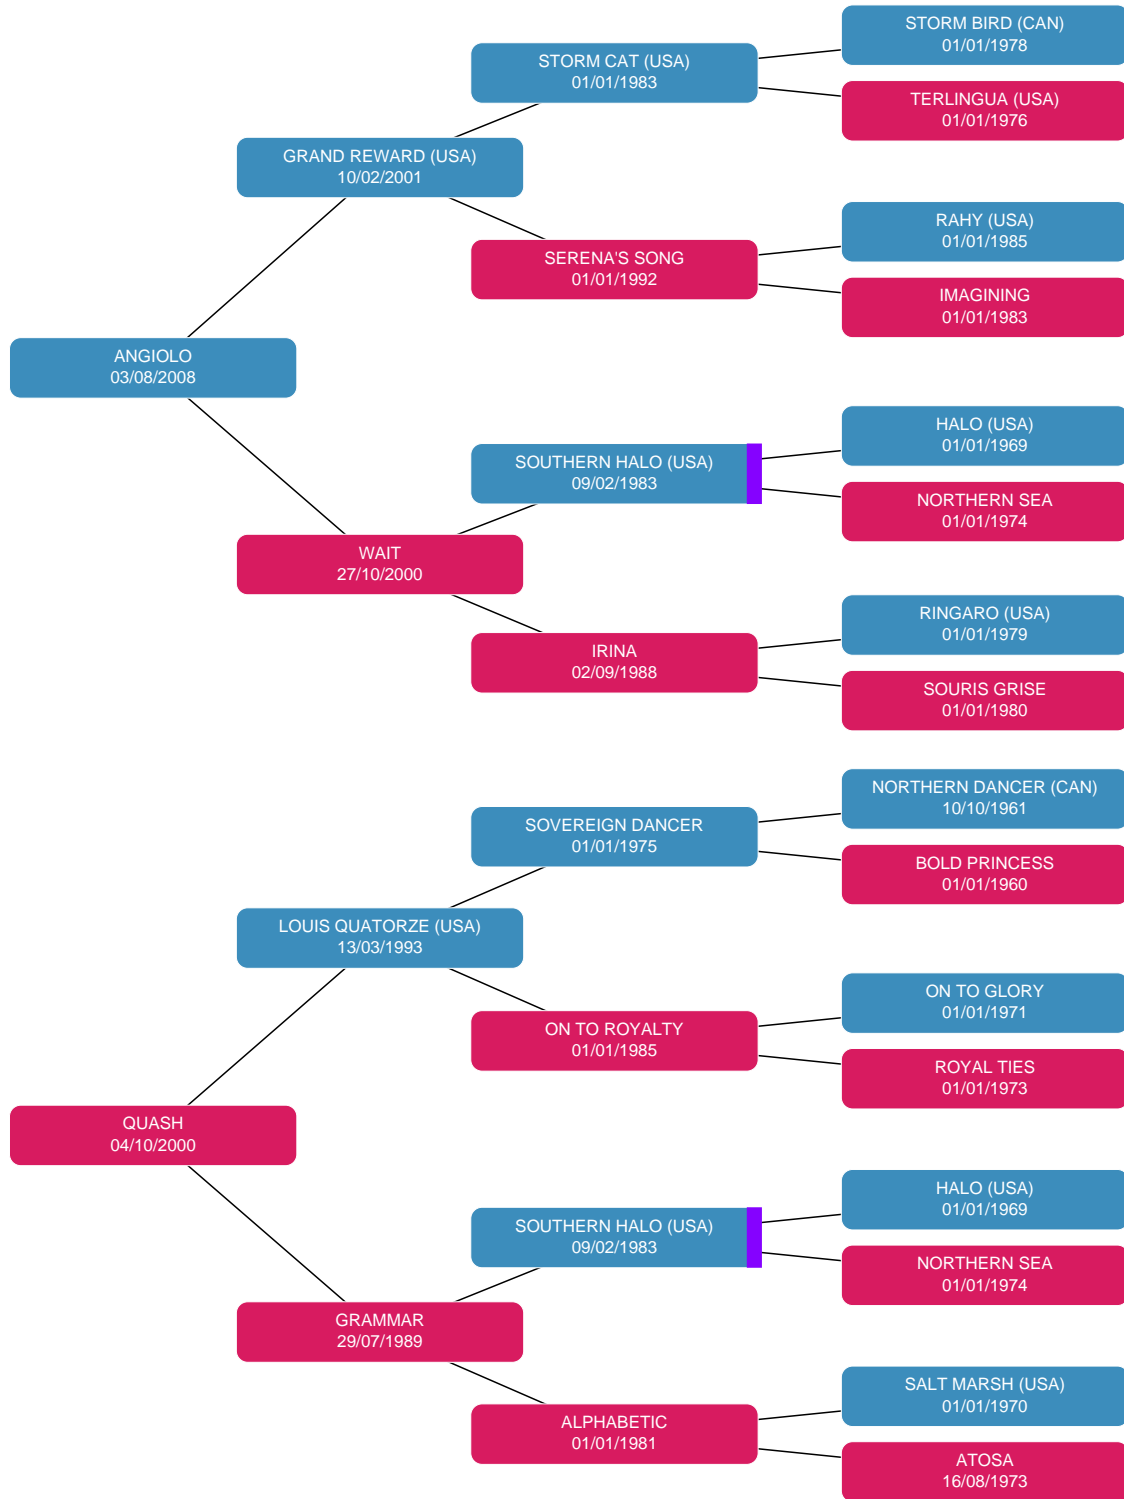 STORM BIRD (CAN)
01/01/1978
STORM CAT (USA)
01/01/1983
TERLINGUA (USA)
01/01/1976
GRAND REWARD (USA)
10/02/2001
RAHY (USA)
01/01/1985
SERENA'S SONG
01/01/1992
IMAGINING
01/01/1983
ANGIOLO
03/08/2008
HALO (USA)
01/01/1969
SOUTHERN HALO (USA)
09/02/1983
NORTHERN SEA
01/01/1974
WAIT
27/10/2000
RINGARO (USA)
01/01/1979
IRINA
02/09/1988
SOURIS GRISE
01/01/1980
NORTHERN DANCER (CAN)
10/10/1961
SOVEREIGN DANCER
01/01/1975
BOLD PRINCESS
01/01/1960
LOUIS QUATORZE (USA)
13/03/1993
ON TO GLORY
01/01/1971
ON TO ROYALTY
01/01/1985
ROYAL TIES
01/01/1973
QUASH
04/10/2000
HALO (USA)
01/01/1969
SOUTHERN HALO (USA)
09/02/1983
NORTHERN SEA
01/01/1974
GRAMMAR
29/07/1989
SALT MARSH (USA)
01/01/1970
ALPHABETIC
01/01/1981
ATOSA
16/08/1973